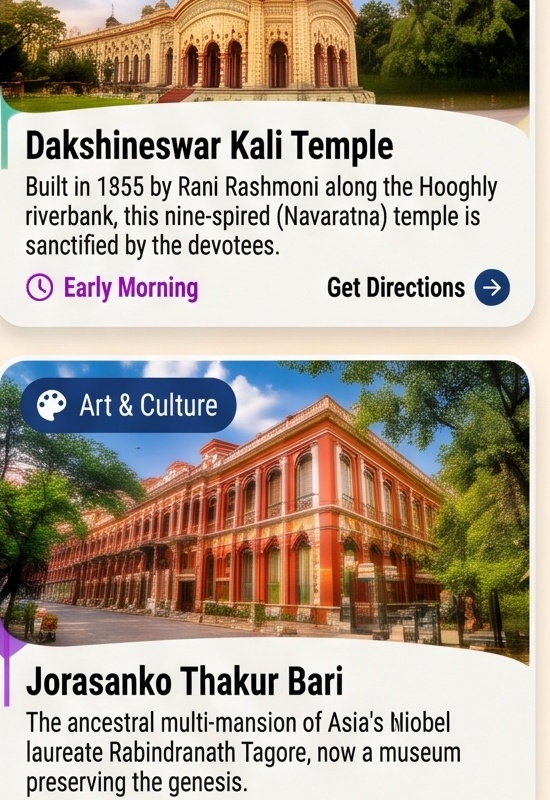 Dakshineswar Kali Temple
Built in 1855 by Rani Rashmoni along the Hooghly
riverbank, this nine-spired (Navaratna) temple is
sanctified by the devotees.
Early Morning
Get Directions
Art & Culture
Jorasanko Thakur Bari
The ancestral multi-mansion of Asia's Niobel
laureate Rabindranath Tagore, now a museum
preserving the genesis.